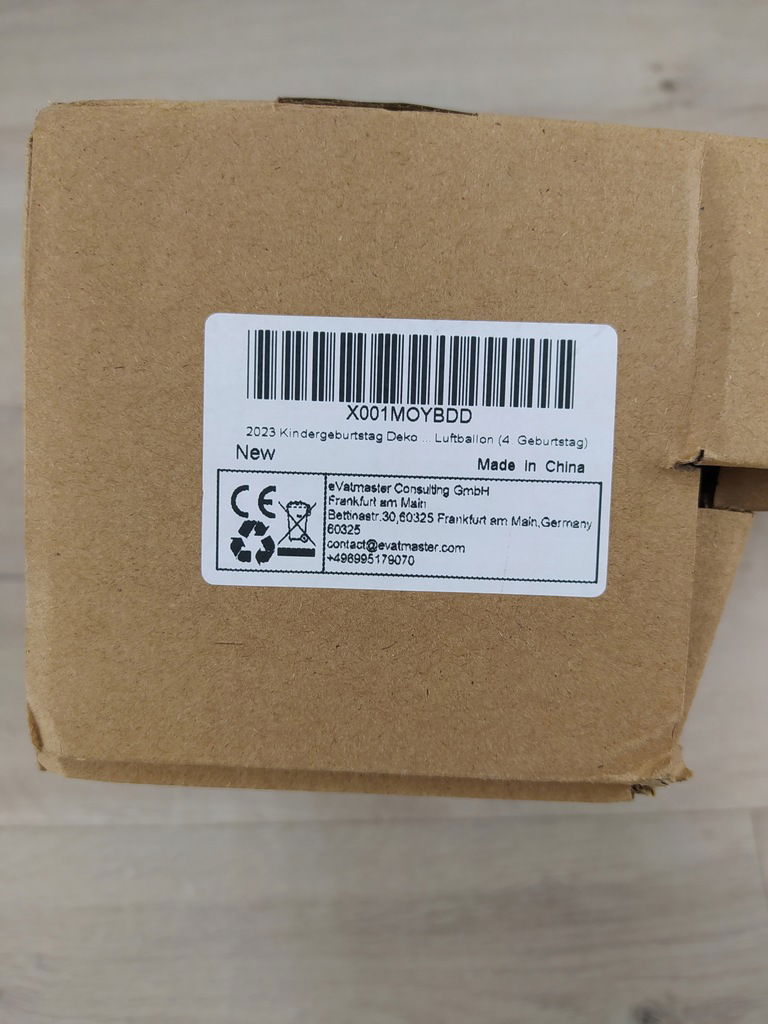 X001MOYBDD
2023 Kindergeburtstag Deko ... Luftballon (4. Geburtstag)
New
Made in China
CE
eVatmaster Consulting GmbH
Frankfurt am Main
Bettinastr.30,60325 Frankfurt am Main,Germany
60325
contact@evatmaster.com
+496995179070